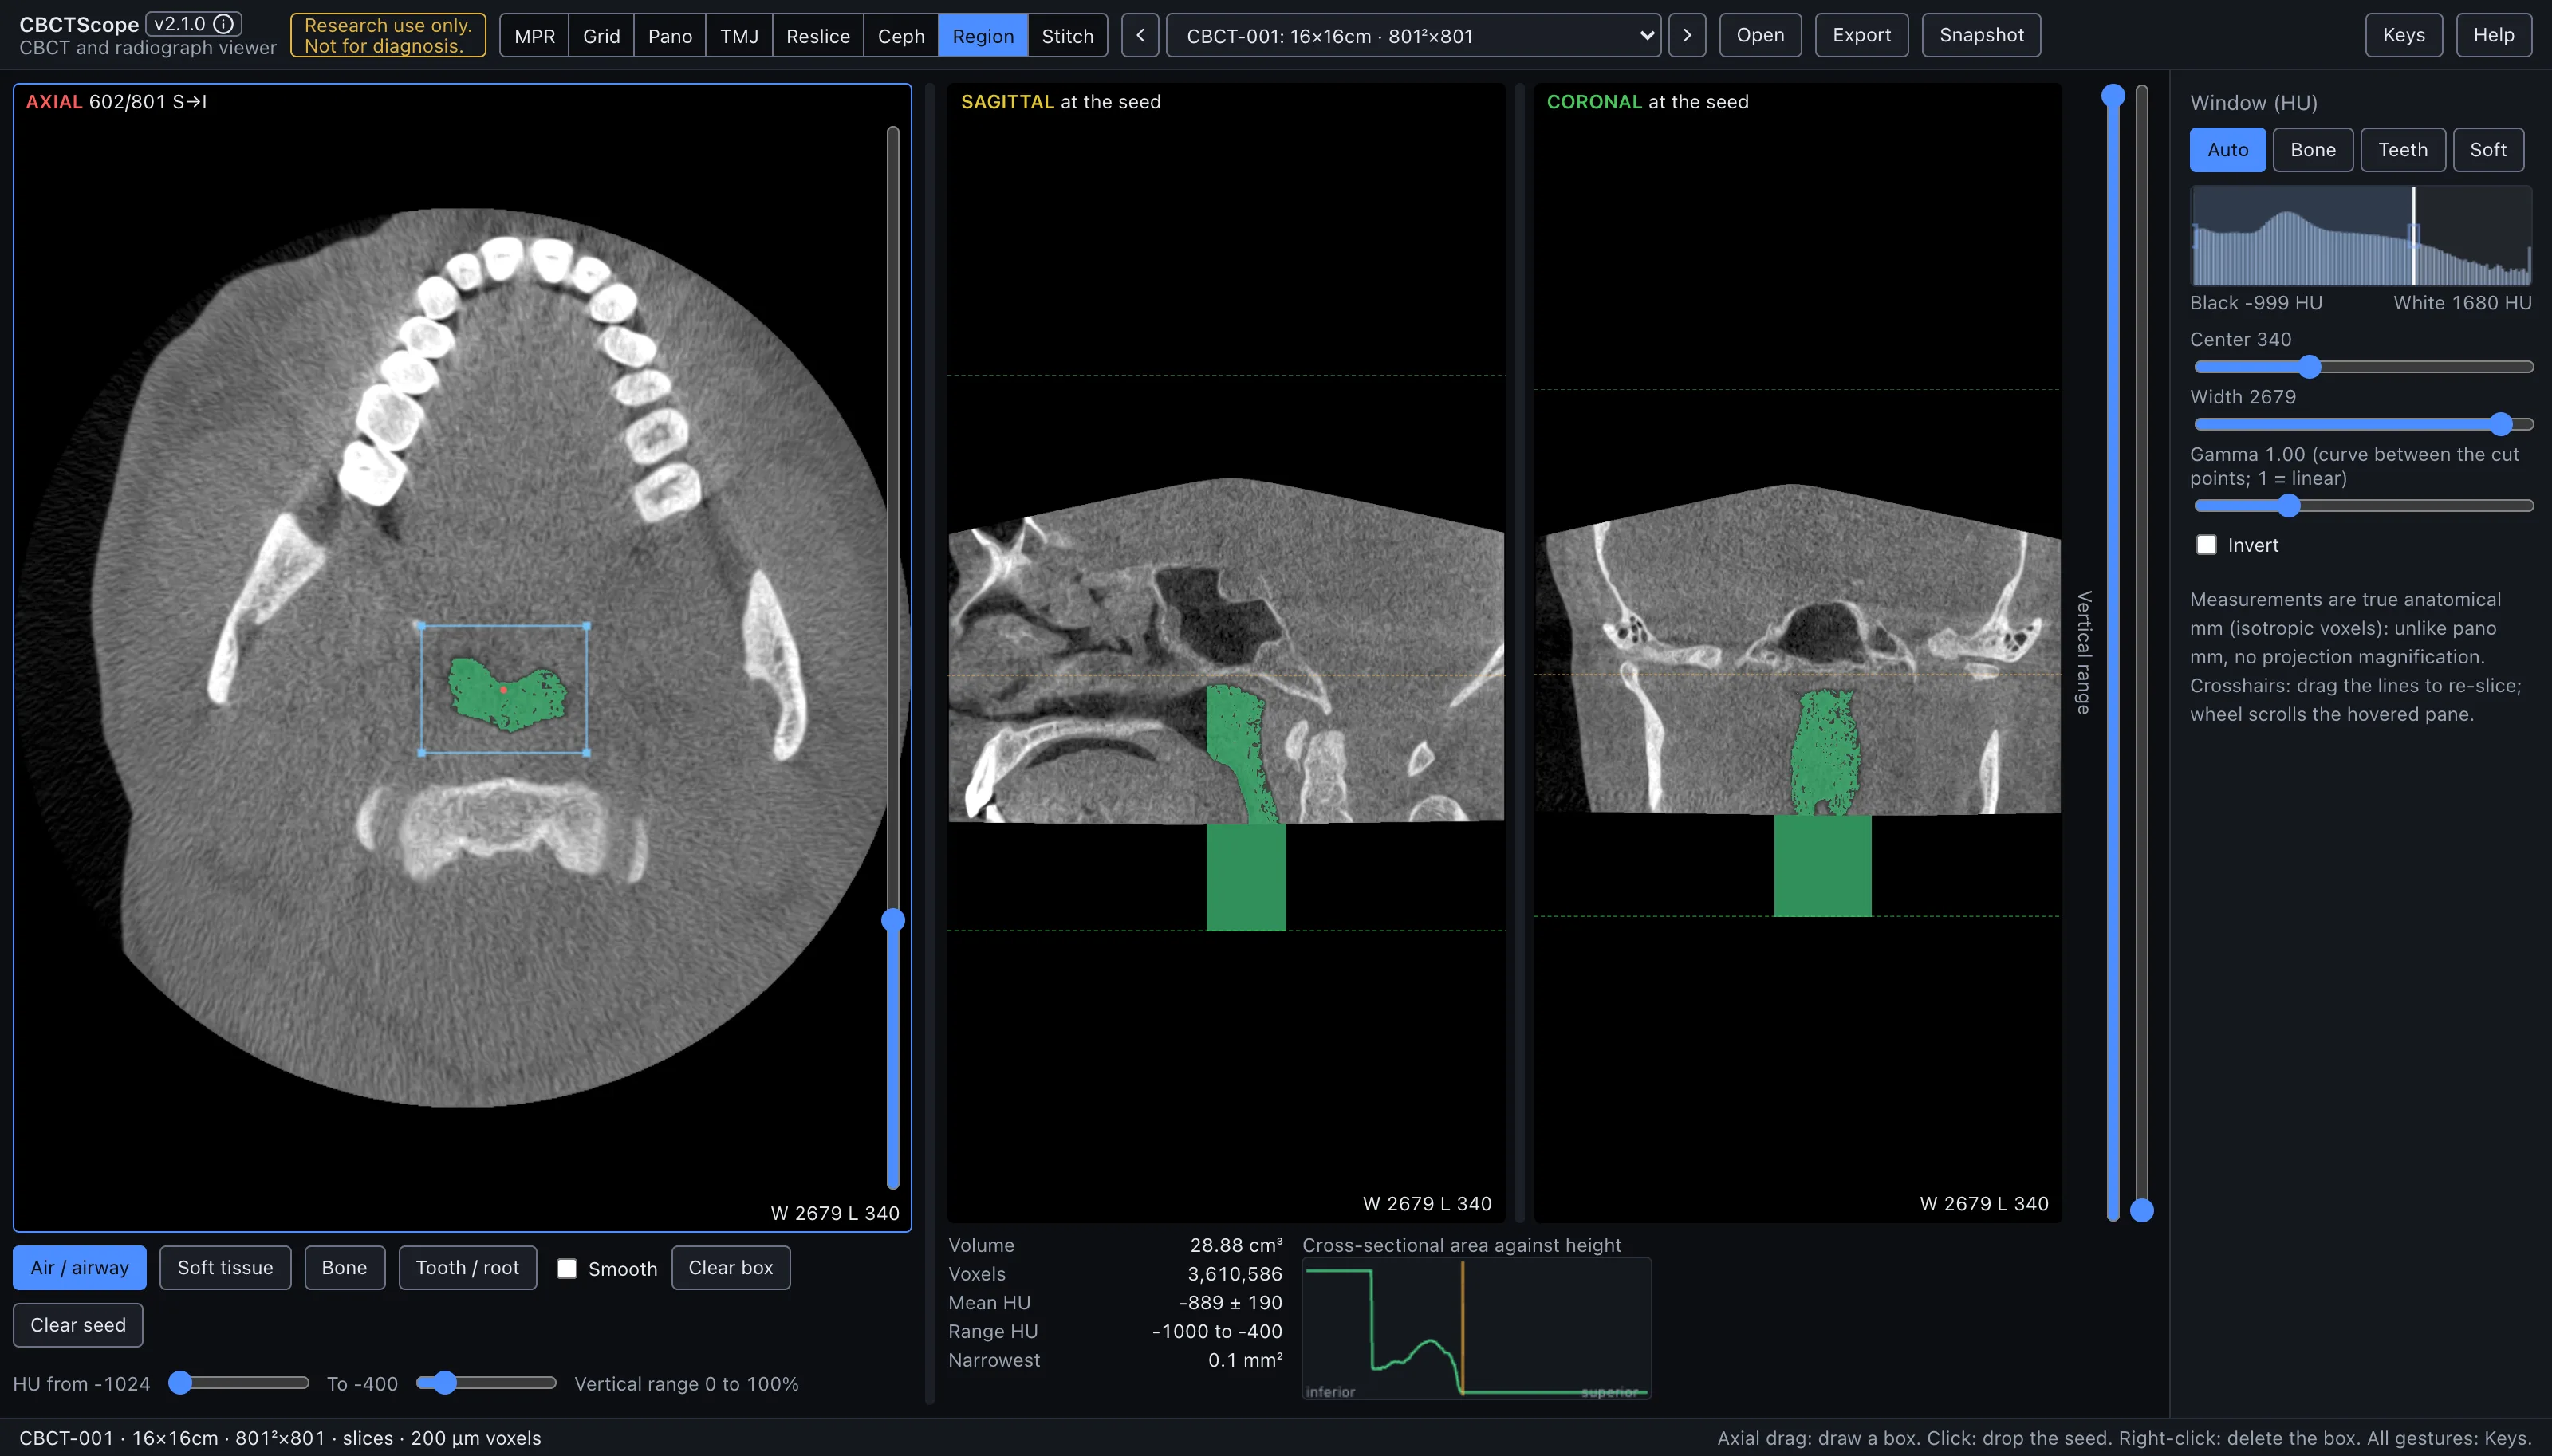 CBCTScope v2.1.0
CBCT and radiograph viewer
Research use only.
Not for diagnosis.
MPR Grid Pano TMJ Reslice Ceph Region Stitch
CBCT-001: 16×16cm · 801²×801
Open Export Snapshot Keys Help
AXIAL 602/801 S→I
W 2679 L 340
SAGITTAL at the seed
W 2679 L 340
CORONAL at the seed
W 2679 L 340
Vertical range
Window (HU)
Auto Bone Teeth Soft
Black -999 HU White 1680 HU
Center 340
Width 2679
Gamma 1.00 (curve between the cut
points; 1 = linear)
Invert
Measurements are true anatomical
mm (isotropic voxels): unlike pano
mm, no projection magnification.
Crosshairs: drag the lines to re-slice;
wheel scrolls the hovered pane.
Air / airway Soft tissue Bone Tooth / root Smooth Clear box
Clear seed
HU from -1024 To -400 Vertical range 0 to 100%
Volume 28.88 cm³
Voxels 3,610,586
Mean HU -889 ± 190
Range HU -1000 to -400
Narrowest 0.1 mm²
Cross-sectional area against height
inferior superior
CBCT-001 · 16×16cm · 801²×801 · slices · 200 µm voxels
Axial drag: draw a box. Click: drop the seed. Right-click: delete the box. All gestures: Keys.